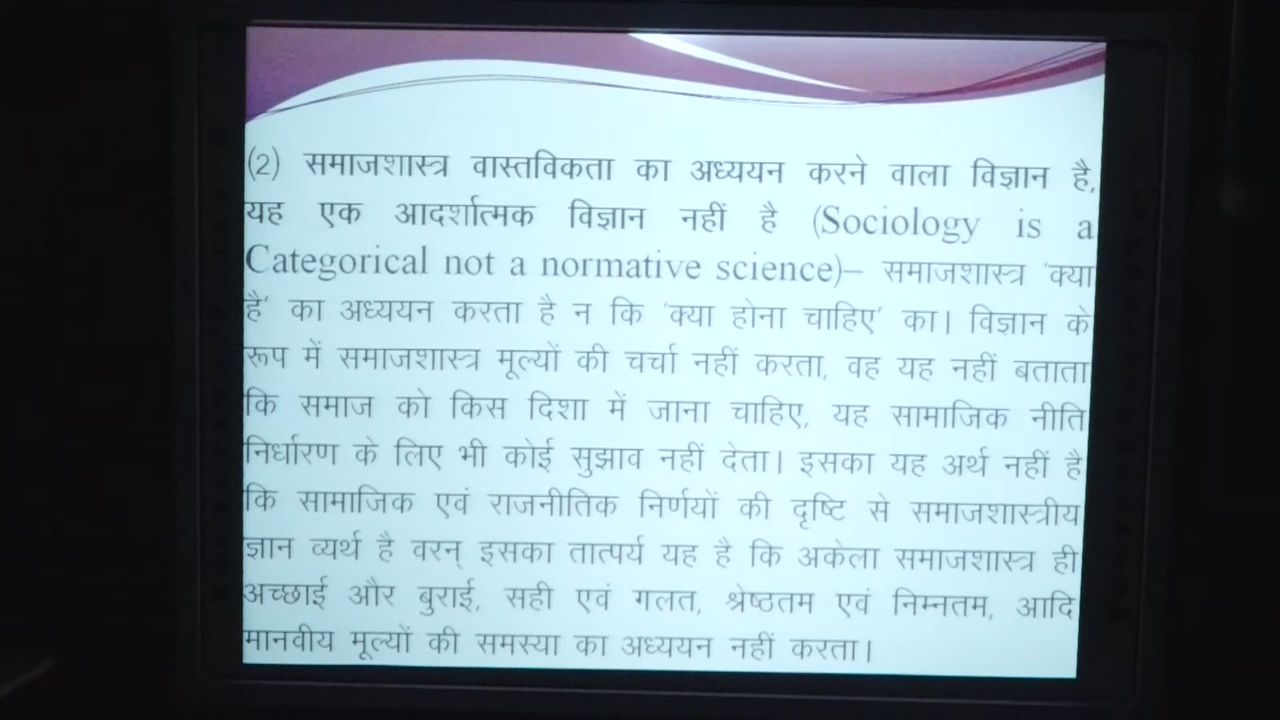 (2) समाजशास्त्र वास्तविकता का अध्ययन करने वाला विज्ञान है,
यह एक आदर्शात्मक विज्ञान नहीं है (Sociology is a
Categorical not a normative science)– समाजशास्त्र 'क्या
है' का अध्ययन करता है न कि 'क्या होना चाहिए' का। विज्ञान के
रूप में समाजशास्त्र मूल्यों की चर्चा नहीं करता, वह यह नहीं बताता
कि समाज को किस दिशा में जाना चाहिए, यह सामाजिक नीति
निर्धारण के लिए भी कोई सुझाव नहीं देता। इसका यह अर्थ नहीं है
कि सामाजिक एवं राजनीतिक निर्णयों की दृष्टि से समाजशास्त्रीय
ज्ञान व्यर्थ है वरन् इसका तात्पर्य यह है कि अकेला समाजशास्त्र ही
अच्छाई और बुराई, सही एवं गलत, श्रेष्ठतम एवं निम्नतम, आदि
मानवीय मूल्यों की समस्या का अध्ययन नहीं करता।